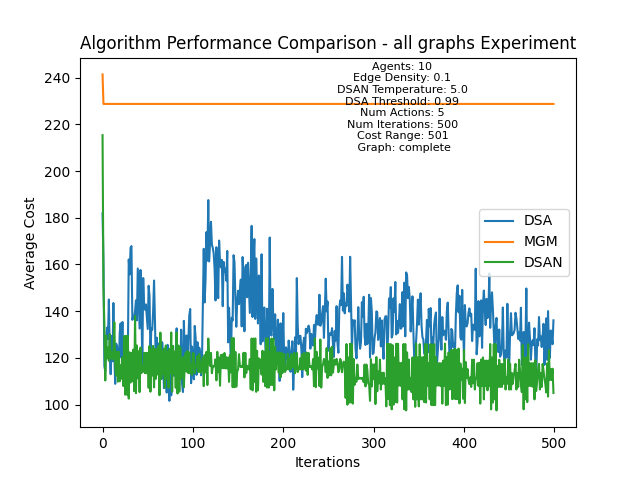 Algorithm Performance Comparison - all graphs Experiment
Agents: 10
Edge Density: 0.1
DSAN Temperature: 5.0
DSA Threshold: 0.99
Num Actions: 5
Num Iterations: 500
Cost Range: 501
Graph: complete
240
220
200
180
160
140
120
100
Average Cost
DSA
MGM
DSAN
0
100
200
300
400
500
Iterations